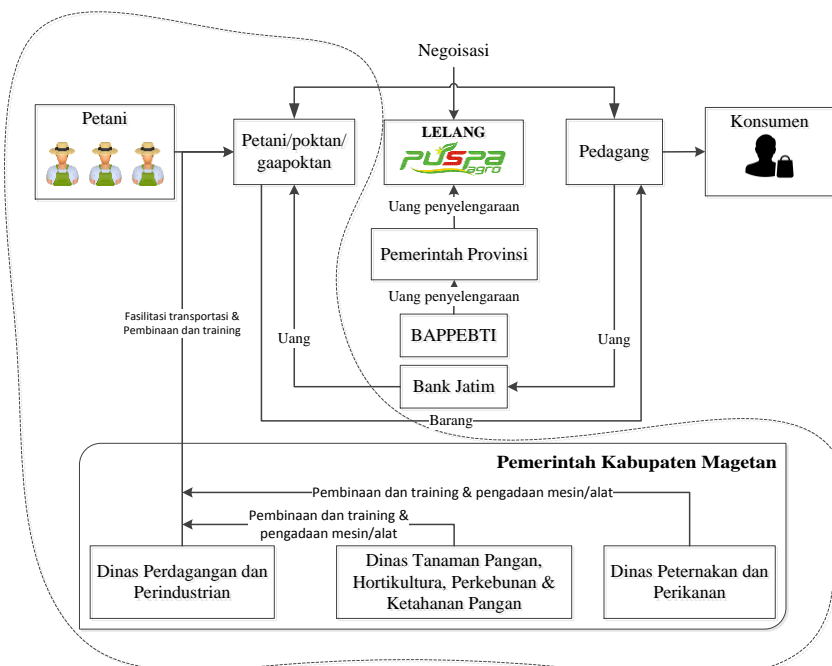 Negoisasi
Petani
Petani/poktan/
gaapoktan
LELANG
PUSPA
agro
Pedagang
Konsumen
Uang penyelengaraan
Pemerintah Provinsi
Uang penyelengaraan
BAPPEBTI
Fasilitasi transportasi &
Pembinaan dan training
Uang
Uang
Bank Jatim
Barang
Pemerintah Kabupaten Magetan
Pembinaan dan training & pengadaan mesin/alat
Pembinaan dan training &
pengadaan mesin/alat
Dinas Perdagangan dan
Perindustrian
Dinas Tanaman Pangan,
Hortikultura, Perkebunan &
Ketahanan Pangan
Dinas Peternakan dan
Perikanan